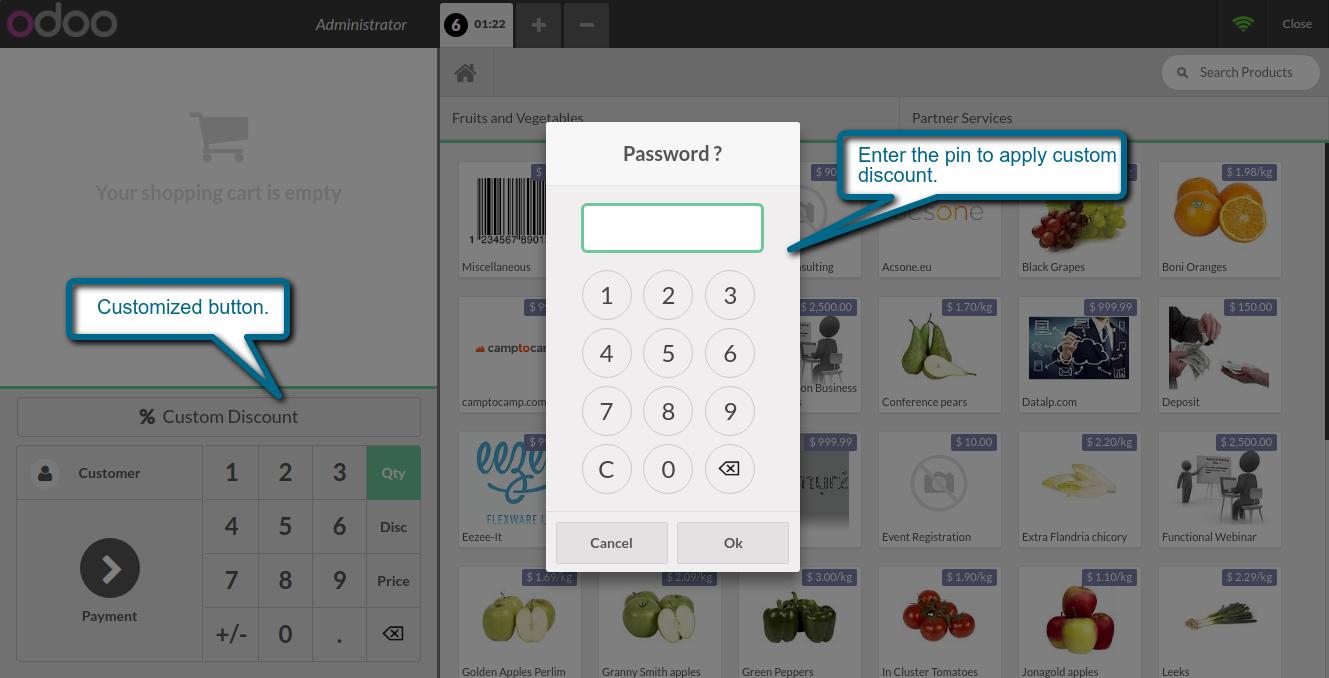 odoo
Administrator
6 01:22
+
−
Close
Search Products
Fruits and Vegetables
Partner Services
Your shopping cart is empty
Customized button.
% Custom Discount
Customer
1 2 3 Qty
4 5 6 Disc
7 8 9 Price
+/- 0 .
Payment
Password ?
1 2 3
4 5 6
7 8 9
C 0
Cancel
Ok
Enter the pin to apply custom
discount.
$ 1.98/kg
1 234567 8901
Miscellaneous
Acsone.eu
Black Grapes
Boni Oranges
$ 2,500.00
$ 1.70/kg
$ 999.99
$ 150.00
camptocamp.com
Conference pears
Datalp.com
Deposit
$ 999.99
$ 10.00
$ 2.20/kg
$ 2,500.00
FLEXWARE
Eezee-It
Event Registration
Extra Flandria chicory
Functional Webinar
$ 1.69/kg
$ 2.09/kg
$ 3.00/kg
$ 1.90/kg
$ 1.10/kg
$ 2.29/kg
Golden Apples Perlim
Granny Smith apples
Green Peppers
In Cluster Tomatoes
Jonagold apples
Leeks